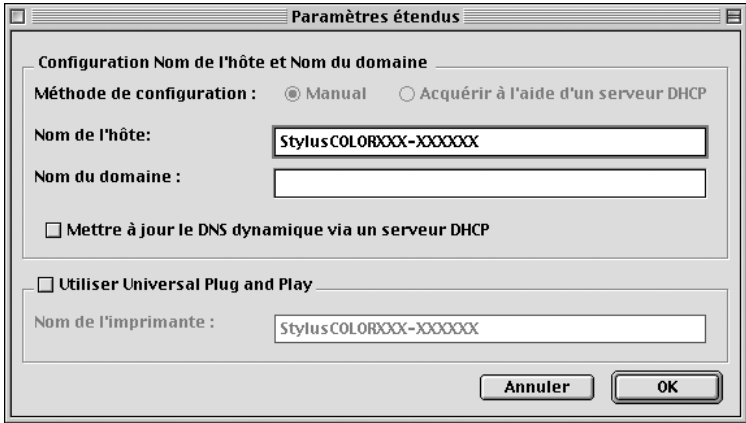 Paramètres étendus
Configuration Nom de l'hôte et Nom du domaine
Méthode de configuration : Manual Acquérir à l'aide d'un serveur DHCP
Nom de l'hôte: StylusCOLORXXX-XXXXXX
Nom du domaine :
Mettre à jour le DNS dynamique via un serveur DHCP
Utiliser Universal Plug and Play
Nom de l'imprimante : StylusCOLORXXX-XXXXXX
Annuler OK